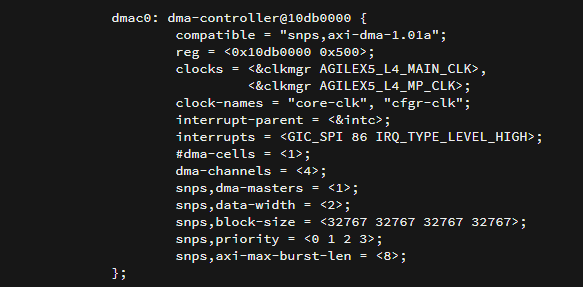 dmac0: dma-controller@10db0000 {
compatible = "snps,axi-dma-1.01a";
reg = <0x10db0000 0x500>;
clocks = <&clkmgr AGILEX5_L4_MAIN_CLK>,
<&clkmgr AGILEX5_L4_MP_CLK>;
clock-names = "core-clk", "cfgr-clk";
interrupt-parent = <&intc>;
interrupts = <GIC_SPI 86 IRQ_TYPE_LEVEL_HIGH>;
#dma-cells = <1>;
dma-channels = <4>;
snps,dma-masters = <1>;
snps,data-width = <2>;
snps,block-size = <32767 32767 32767 32767>;
snps,priority = <0 1 2 3>;
snps,axi-max-burst-len = <8>;
};